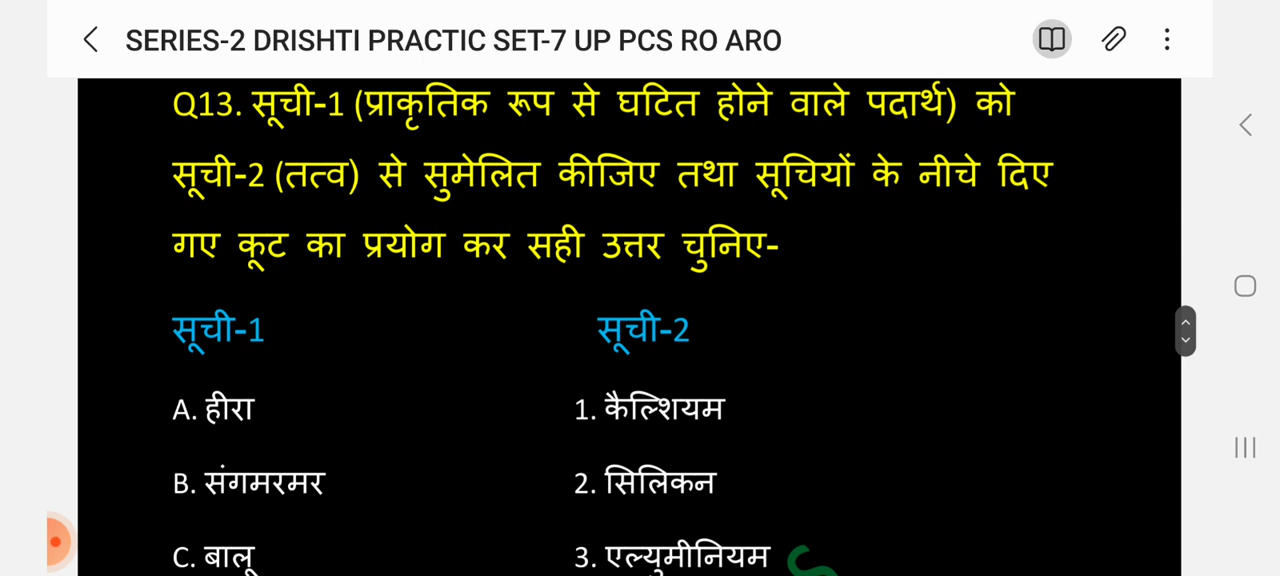 SERIES-2 DRISHTI PRACTIC SET-7 UP PCS RO ARO
Q13. सूची-1 (प्राकृतिक रूप से घटित होने वाले पदार्थ) को
सूची-2 (तत्व) से सुमेलित कीजिए तथा सूचियों के नीचे दिए
गए कूट का प्रयोग कर सही उत्तर चुनिए-
सूची-1 सूची-2
A. हीरा 1. कैल्शियम
B. संगमरमर 2. सिलिकन
C. बालू 3. एल्युमीनियम